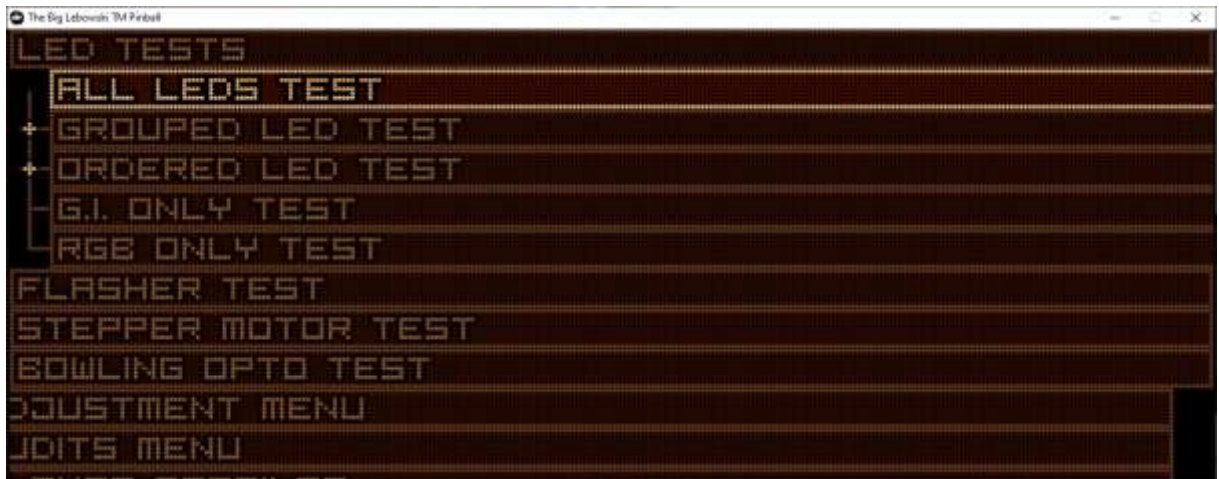 The Big Lebowski TM Pinball
LED TESTS
ALL LEDS TEST
GROUPED LED TEST
ORDERED LED TEST
G.I. ONLY TEST
RGB ONLY TEST
FLASHER TEST
STEPPER MOTOR TEST
BOWLING OPTO TEST
DJUSTMENT MENU
UDITS MENU